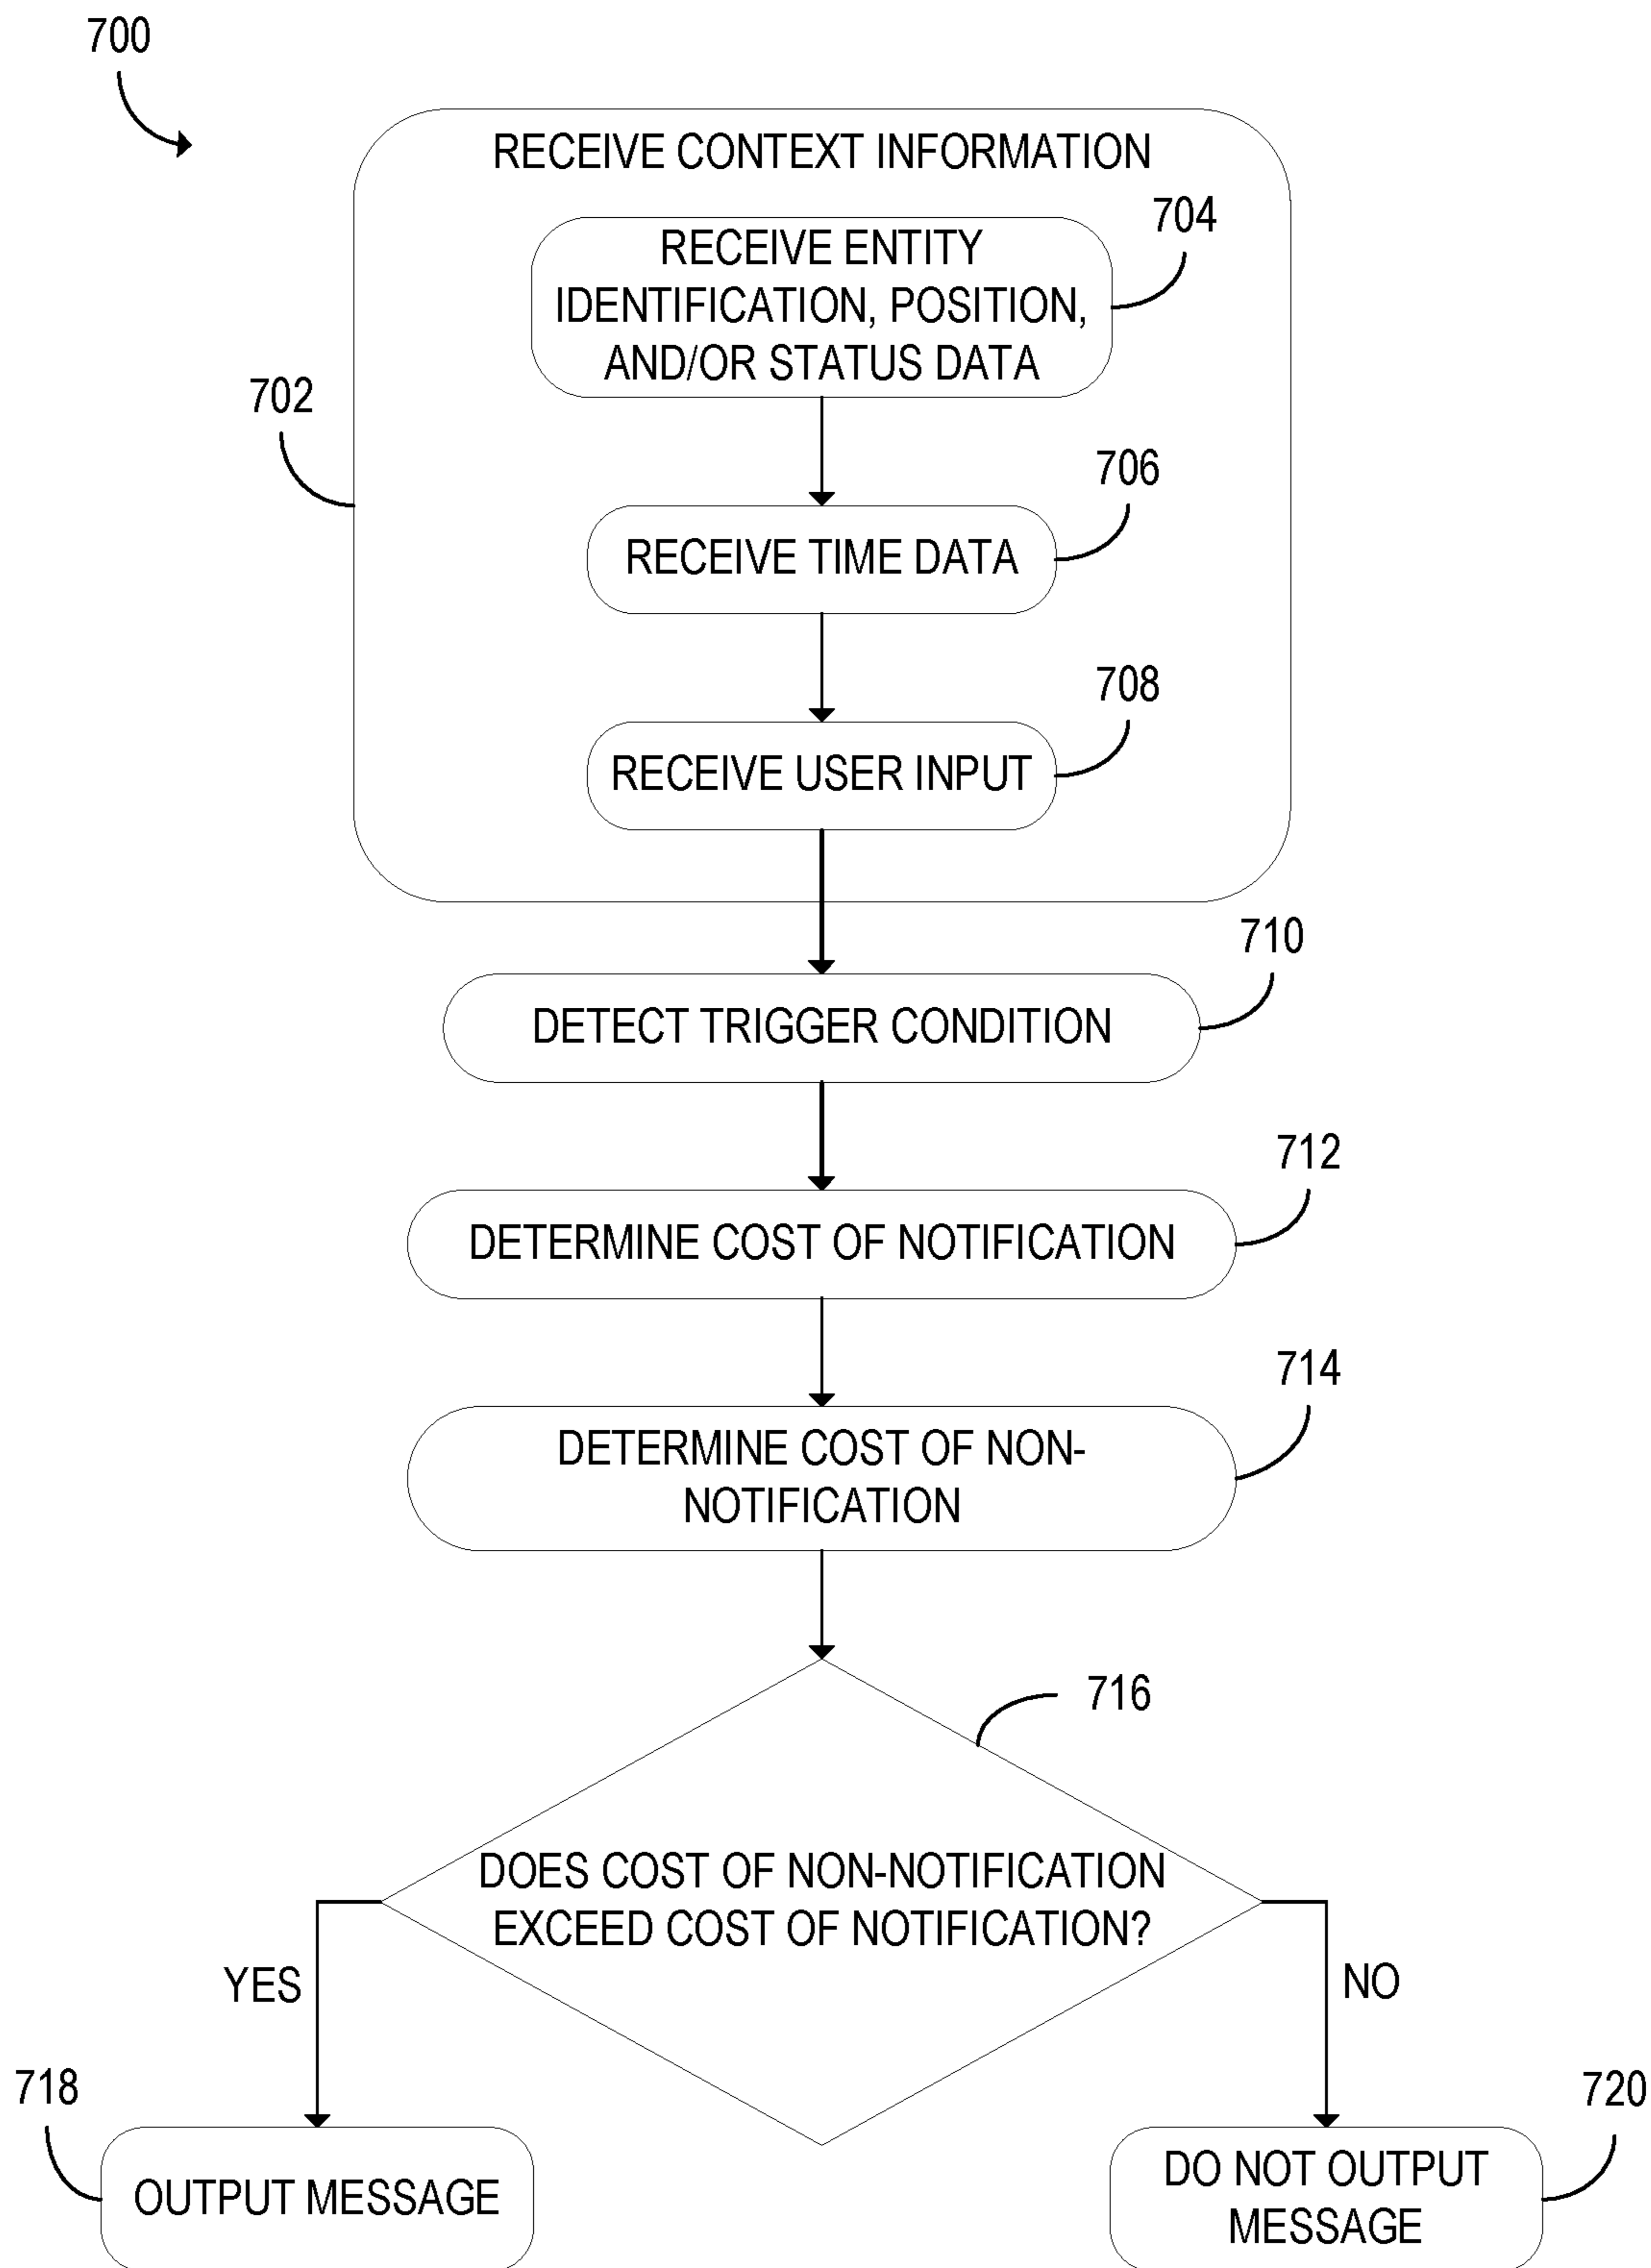 700
RECEIVE CONTEXT INFORMATION
704
RECEIVE ENTITY
IDENTIFICATION, POSITION,
AND/OR STATUS DATA
702
706
RECEIVE TIME DATA
708
RECEIVE USER INPUT
710
DETECT TRIGGER CONDITION
712
DETERMINE COST OF NOTIFICATION
714
DETERMINE COST OF NON-
NOTIFICATION
716
DOES COST OF NON-NOTIFICATION
EXCEED COST OF NOTIFICATION?
YES
NO
718
720
OUTPUT MESSAGE
DO NOT OUTPUT
MESSAGE